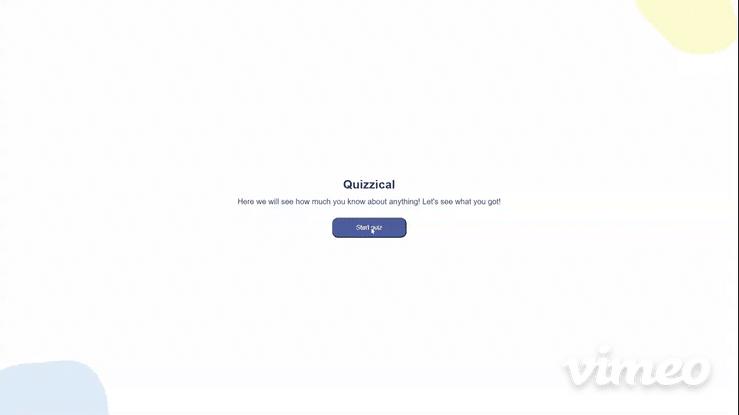 Quizzical
Here we will see how much you know about anything! Let's see what you got!
Start quiz
vimeo